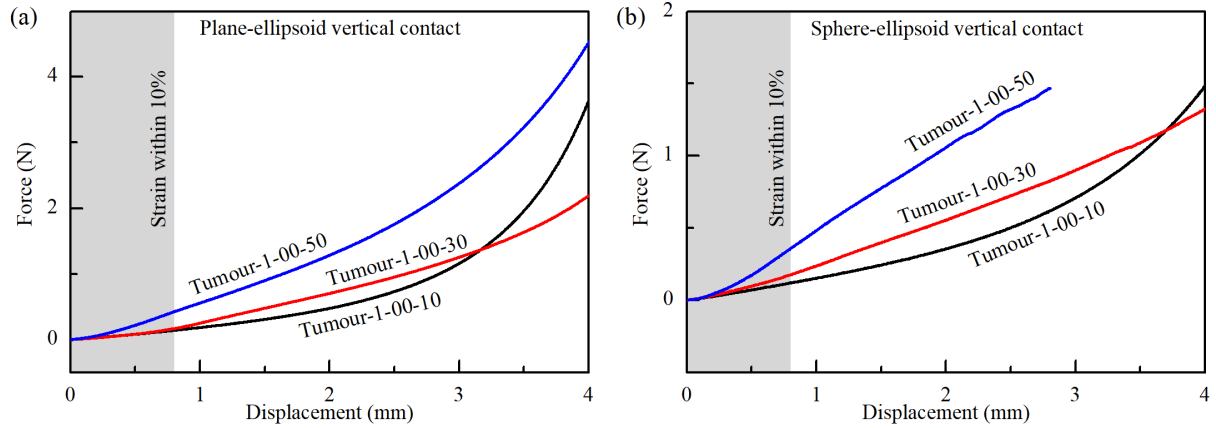 (a)
Plane-ellipsoid vertical contact
Strain within 10%
Tumour-1-00-50
Tumour-1-00-30
Tumour-1-00-10
Force (N)
4
2
0
0
1
2
3
4
Displacement (mm)
(b)
Sphere-ellipsoid vertical contact
Strain within 10%
Tumour-1-00-50
Tumour-1-00-30
Tumour-1-00-10
Force (N)
2
1
0
0
1
2
3
4
Displacement (mm)